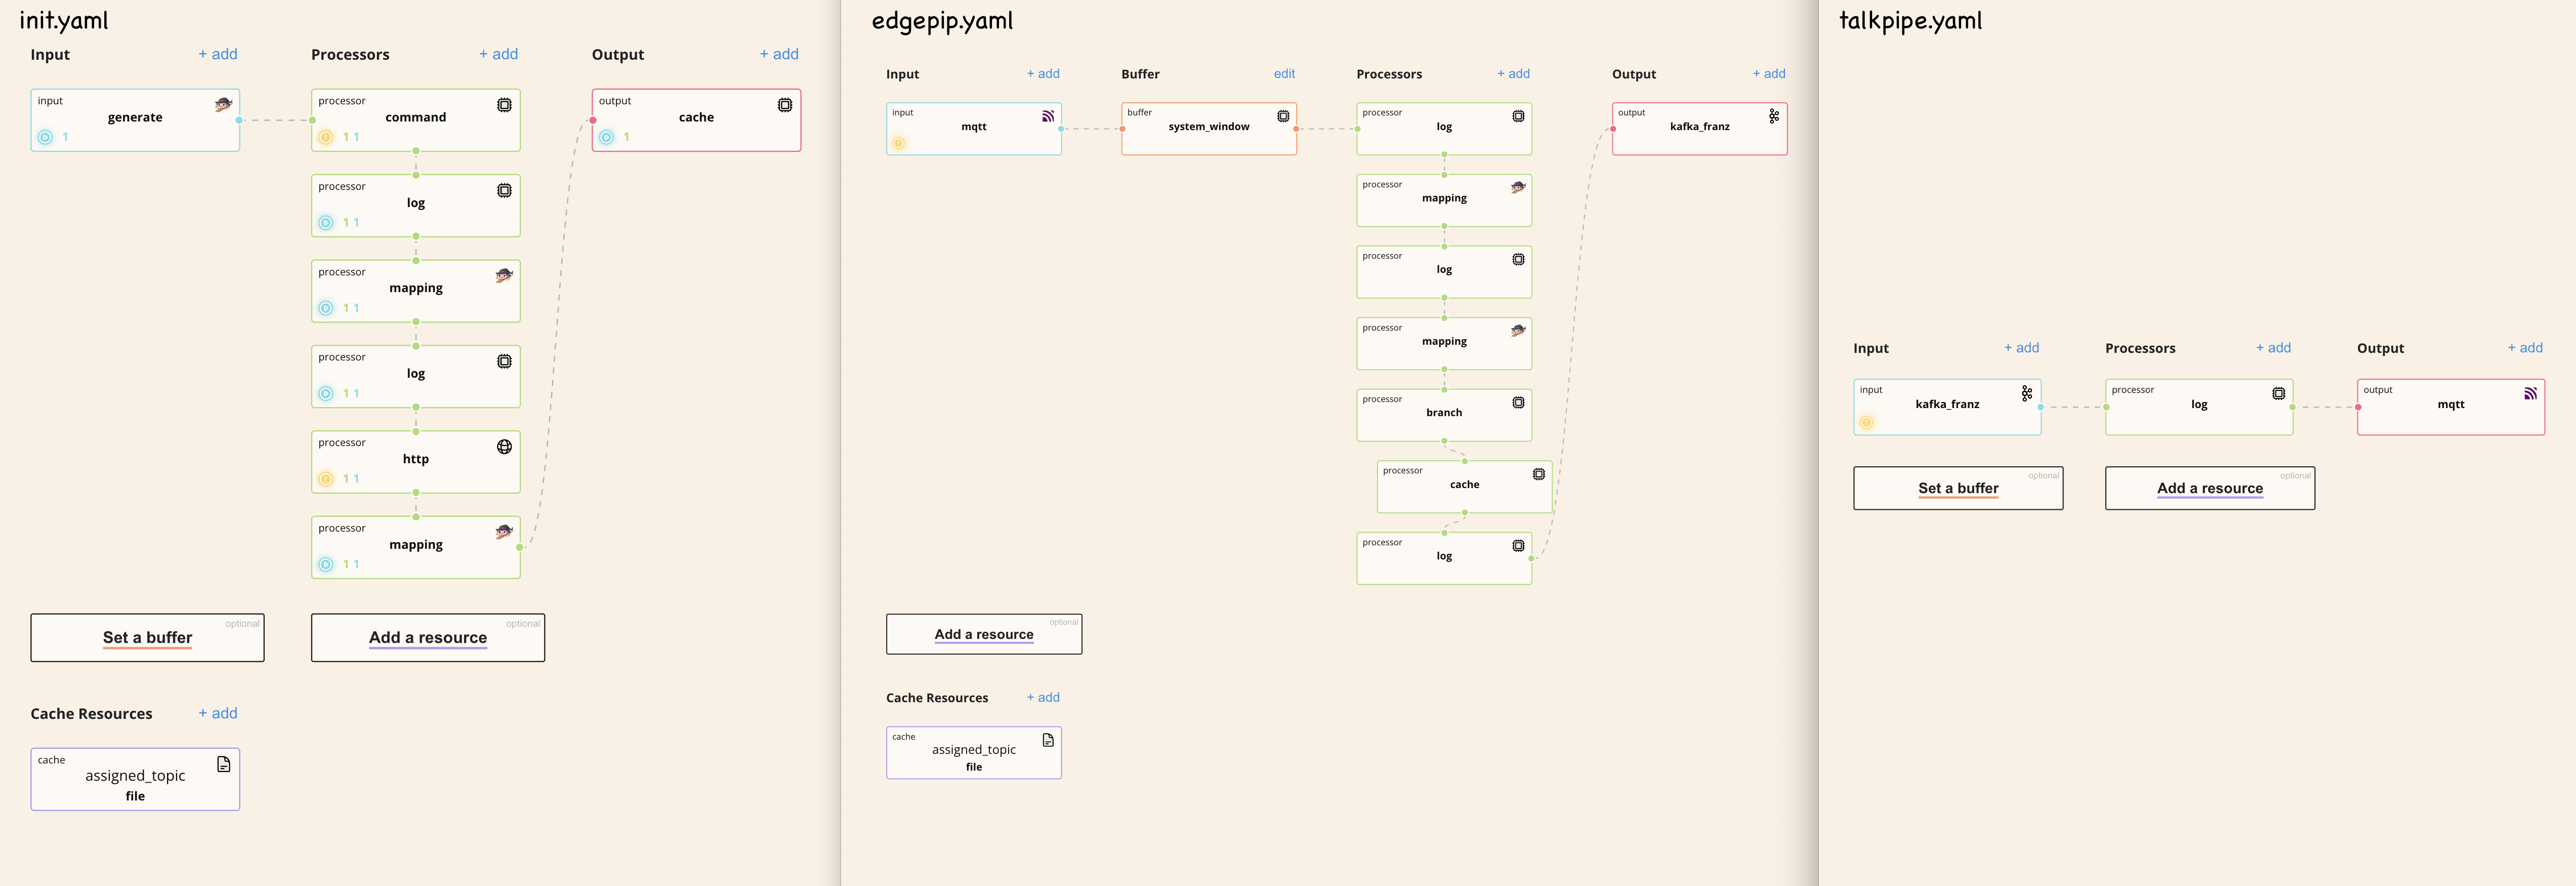 init.yaml
Input + add Processors + add Output + add
input
generate
1
processor
command
1 1
output
cache
1
processor
log
1 1
processor
mapping
1 1
processor
log
1 1
processor
http
1 1
processor
mapping
1 1
optional
Set a buffer
optional
Add a resource
Cache Resources + add
cache
assigned_topic
file
edgepip.yaml
Input + add Buffer edit Processors + add Output + add
input
mqtt
buffer
system_window
processor
log
output
kafka_franz
processor
mapping
processor
log
processor
mapping
processor
branch
processor
cache
processor
log
optional
Add a resource
Cache Resources + add
cache
assigned_topic
file
talkpipe.yaml
Input + add Processors + add Output + add
input
kafka_franz
processor
log
output
mqtt
optional
Set a buffer
optional
Add a resource